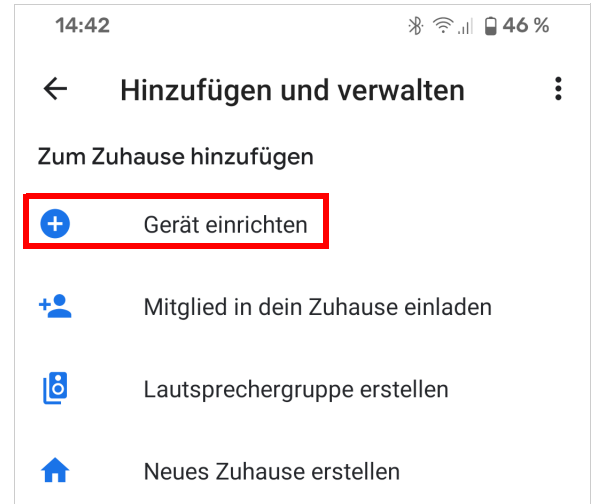 14:42 46 %
Hinzufügen und verwalten
Zum Zuhause hinzufügen
Gerät einrichten
Mitglied in dein Zuhause einladen
Lautsprechergruppe erstellen
Neues Zuhause erstellen